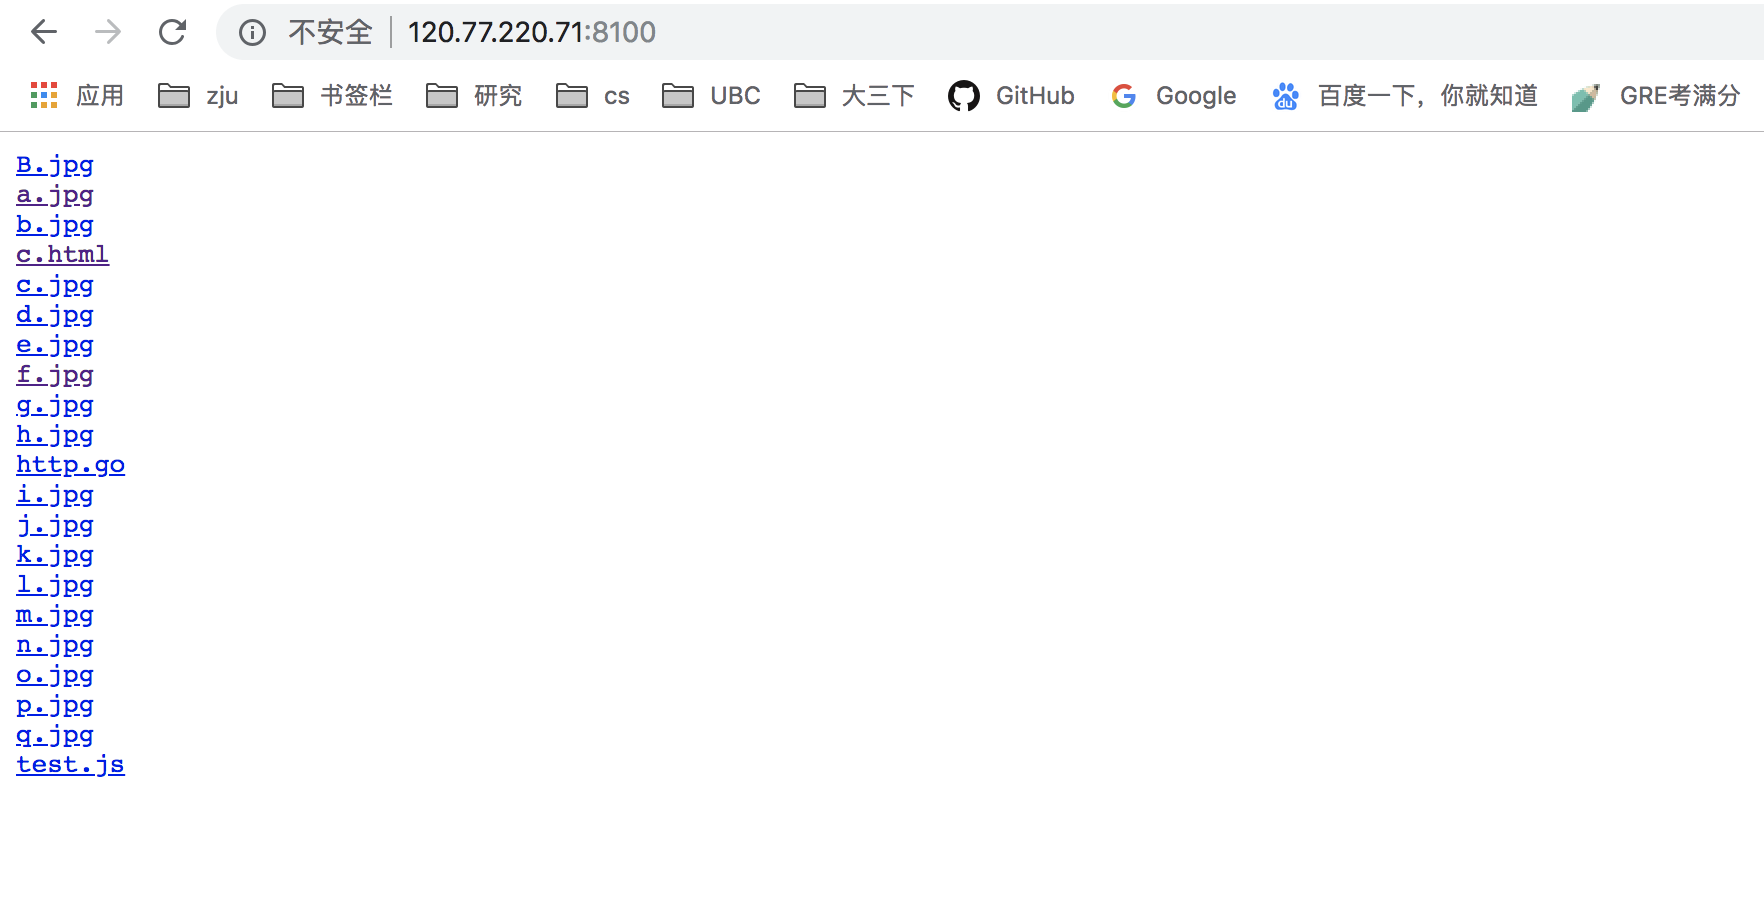 不安全 120.77.220.71:8100
应用 zju 书签栏 研究 cs UBC 大三下 GitHub Google 百度一下，你就知道 GRE考满分
B.jpg
a.jpg
b.jpg
c.html
c.jpg
d.jpg
e.jpg
f.jpg
g.jpg
h.jpg
http.go
i.jpg
j.jpg
k.jpg
l.jpg
m.jpg
n.jpg
o.jpg
p.jpg
q.jpg
test.js